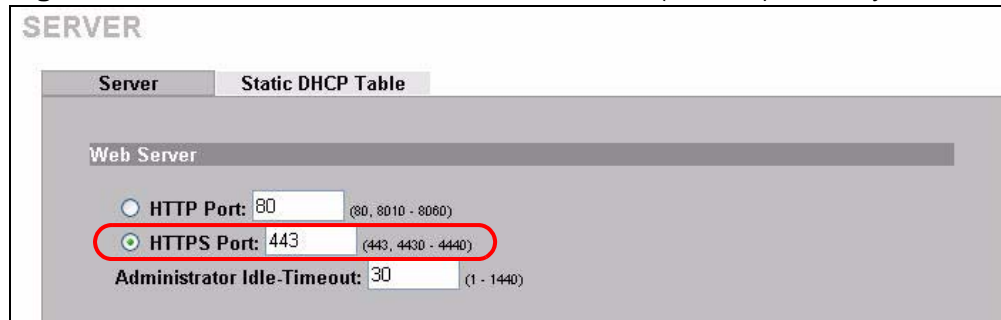 SERVER
Server Static DHCP Table
Web Server
HTTP Port: 80 (80, 8010 - 8060)
HTTPS Port: 443 (443, 4430 - 4440)
Administrator Idle-Timeout: 30 (1 - 1440)